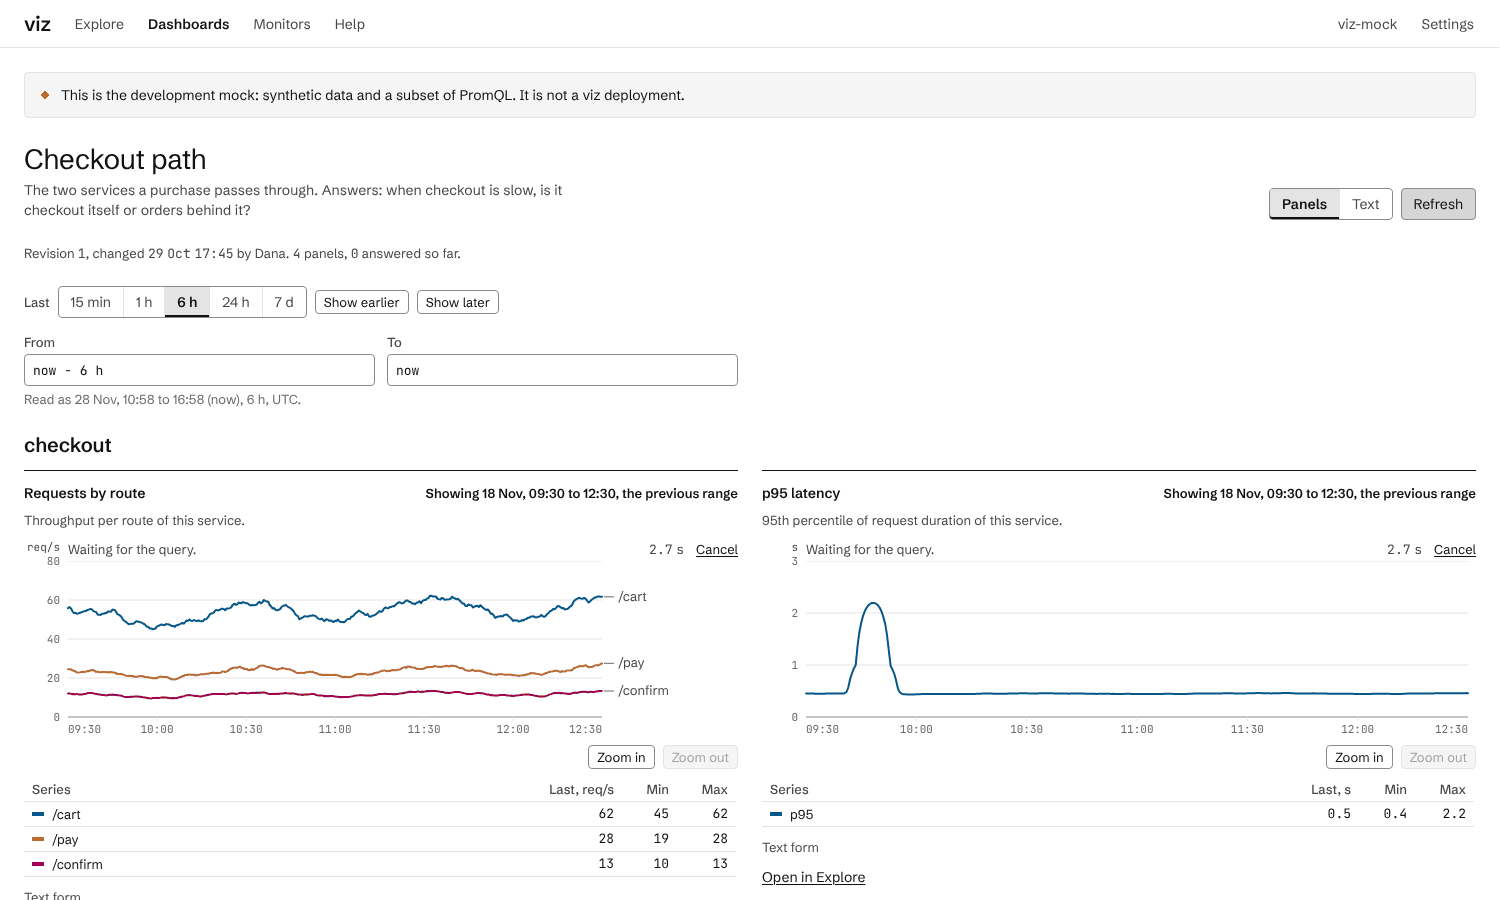 viz Explore Dashboards Monitors Help viz-mock Settings
This is the development mock: synthetic data and a subset of PromQL. It is not a viz deployment.
Checkout path
The two services a purchase passes through. Answers: when checkout is slow, is it
checkout itself or orders behind it?
Panels Text Refresh
Revision 1, changed 29 Oct 17:45 by Dana. 4 panels, 0 answered so far.
Last 15 min 1 h 6 h 24 h 7 d Show earlier Show later
From To
now - 6 h now
Read as 28 Nov, 10:58 to 16:58 (now), 6 h, UTC.
checkout
Requests by route Showing 18 Nov, 09:30 to 12:30, the previous range
Throughput per route of this service.
req/s Waiting for the query. 2.7 s Cancel
80
60
40
20
0
/cart
/pay
/confirm
09:30 10:00 10:30 11:00 11:30 12:00 12:30
Zoom in Zoom out
Series Last, req/s Min Max
/cart 62 45 62
/pay 28 19 28
/confirm 13 10 13
Text form
p95 latency Showing 18 Nov, 09:30 to 12:30, the previous range
95th percentile of request duration of this service.
s Waiting for the query. 2.7 s Cancel
3
2
1
0
09:30 10:00 10:30 11:00 11:30 12:00 12:30
Zoom in Zoom out
Series Last, s Min Max
p95 0.5 0.4 2.2
Text form
Open in Explore